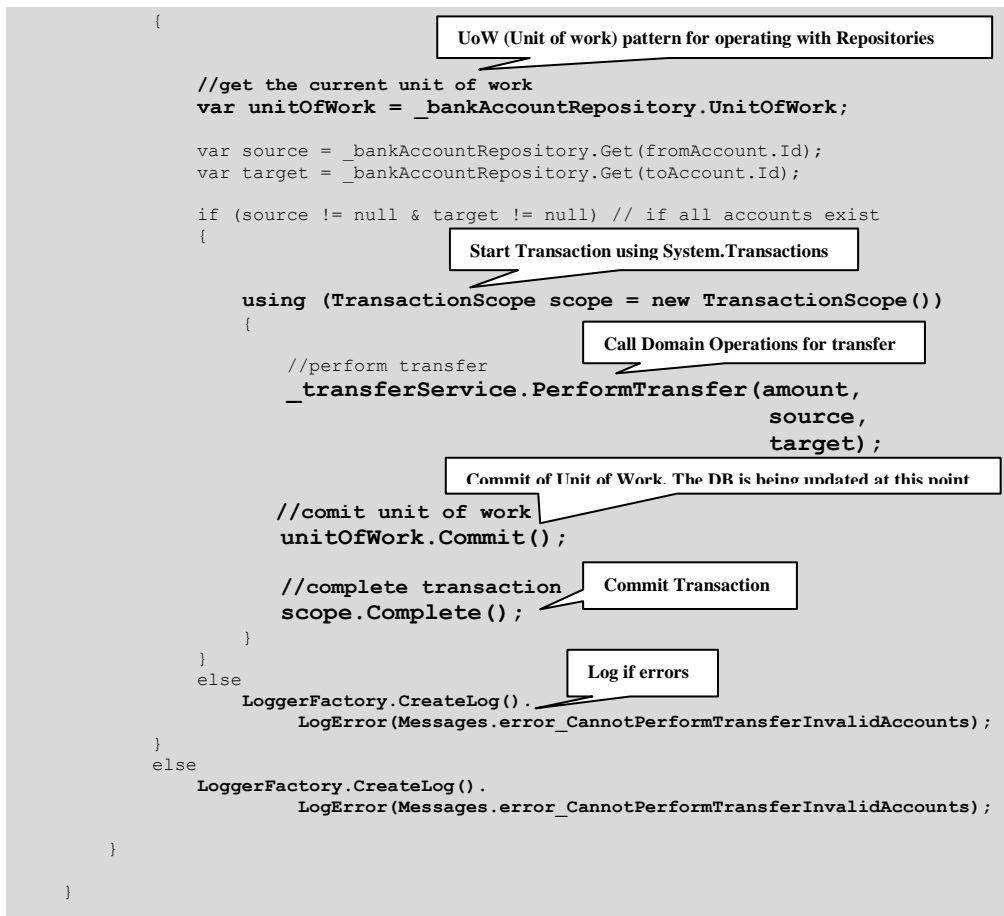 {
UoW (Unit of work) pattern for operating with Repositories
//get the current unit of work
var unitOfWork = _bankAccountRepository.UnitOfWork;
var source = _bankAccountRepository.Get(fromAccount.Id);
var target = _bankAccountRepository.Get(toAccount.Id);
if (source != null & target != null) // if all accounts exist
{
Start Transaction using System.Transactions
using (TransactionScope scope = new TransactionScope())
{
Call Domain Operations for transfer
//perform transfer
_transferService.PerformTransfer(amount,
source,
target);
Commit of Unit of Work. The DB is being updated at this point
//comit unit of work
unitOfWork.Commit();
//complete transaction
Commit Transaction
scope.Complete();
}
}
else
Log if errors
LoggerFactory.CreateLog().
LogError(Messages.error_CannotPerformTransferInvalidAccounts);
}
else
LoggerFactory.CreateLog().
LogError(Messages.error_CannotPerformTransferInvalidAccounts);
}
}